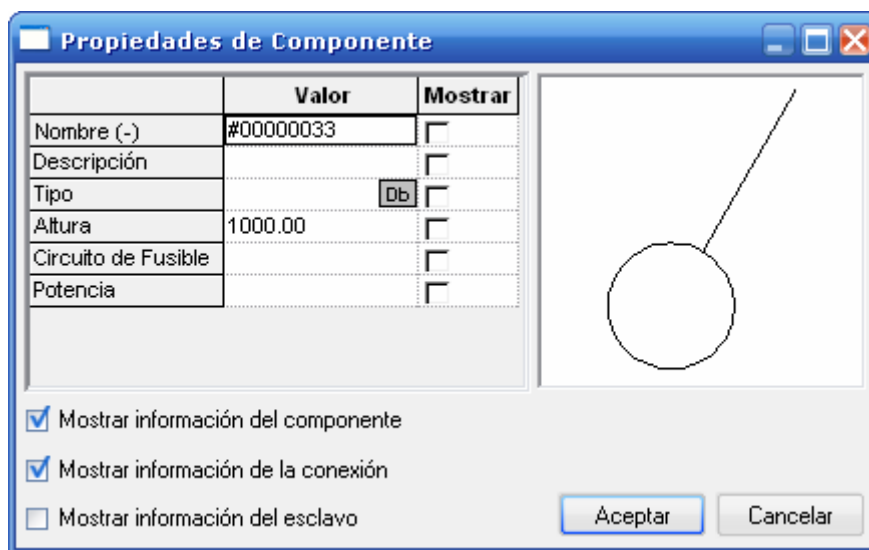 Propiedades de Componente
Valor Mostrar
Nombre (-) #00000033
Descripción
Tipo Db
Altura 1000.00
Circuito de Fusible
Potencia
Mostrar información del componente
Mostrar información de la conexión
Mostrar información del esclavo
Aceptar Cancelar